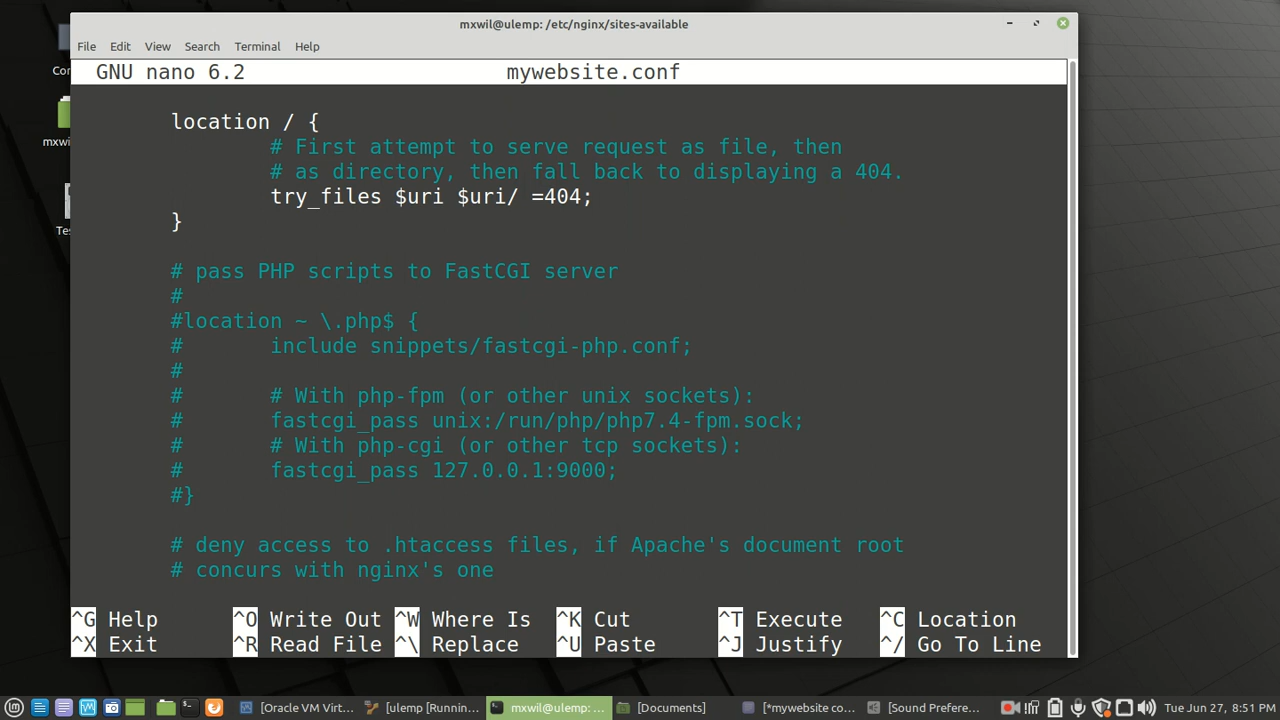 mxwil@ulemp: /etc/nginx/sites-available
File Edit View Search Terminal Help
GNU nano 6.2 mywebsite.conf
location / {
# First attempt to serve request as file, then
# as directory, then fall back to displaying a 404.
try_files $uri $uri/ =404;
}
# pass PHP scripts to FastCGI server
#
#location ~ \.php$ {
# include snippets/fastcgi-php.conf;
#
# # With php-fpm (or other unix sockets):
# fastcgi_pass unix:/run/php/php7.4-fpm.sock;
# # With php-cgi (or other tcp sockets):
# fastcgi_pass 127.0.0.1:9000;
#}
# deny access to .htaccess files, if Apache's document root
# concurs with nginx's one
^G Help ^O Write Out ^W Where Is ^K Cut ^T Execute ^C Location
^X Exit ^R Read File ^\ Replace ^U Paste ^J Justify ^/ Go To Line
[Oracle VM Virt... [ulemp [Runnin... mxwil@ulemp: ... [Documents] [*mywebsite co... [Sound Prefere... Tue Jun 27, 8:51 PM